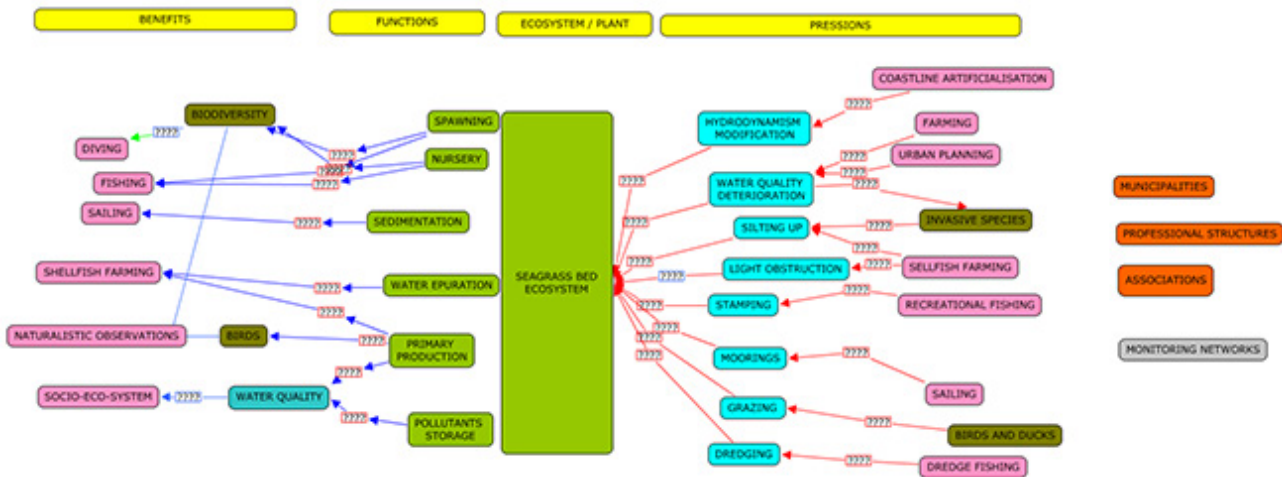 BENEFITS
FUNCTIONS
ECOSYSTEM / PLANT
PRESSIONS
COASTLINE ARTIFICIALISATION
????
BIODIVERSITY
SPAWNING
HYDRODYNAMISM
MODIFICATION
FARMING
????
DIVING
????
????
URBAN PLANNING
NURSERY
????
????
FISHING
????
????
WATER QUALITY
DETERIORATION
????
MUNICIPALITIES
SAILING
????
SEDIMENTATION
????
SILTING UP
????
INVASIVE SPECIES
PROFESSIONAL STRUCTURES
????
SHELLFISH FARMING
????
WATER EPURATION
SEAGRASS BED
ECOSYSTEM
????
LIGHT OBSTRUCTION
????
SELLFISH FARMING
ASSOCIATIONS
????
????
STAMPING
????
RECREATIONAL FISHING
NATURALISTIC OBSERVATIONS
BIRDS
????
PRIMARY
PRODUCTION
????
????
????
MOORINGS
????
MONITORING NETWORKS
????
SOCIO-ECO-SYSTEM
????
WATER QUALITY
SAILING
????
POLLUTANTS
STORAGE
GRAZING
????
BIRDS AND DUCKS
DREDGING
????
DREDGE FISHING